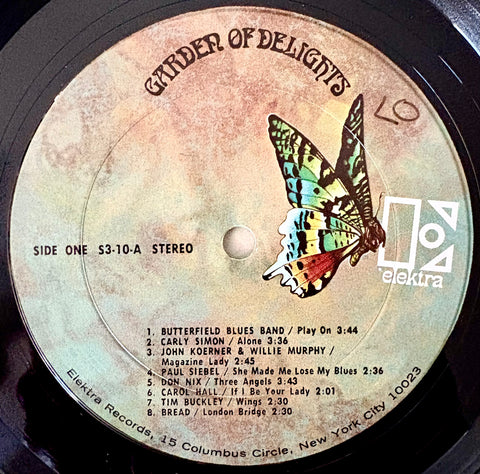 GARDEN OF DELIGHTS
LO
SIDE ONE S3-10-A STEREO
elektra
1. BUTTERFIELD BLUES BAND / Play On 3:44
2. CARLY SIMON / Alone 3:36
3. JOHN KOERNER & WILLIE MURPHY /
Magazine Lady 2:45
4. PAUL SIEBEL / She Made Me Lose My Blues 2:36
5. DON NIX / Three Angels 3:43
6. CAROL HALL / If I Be Your Lady 2:01
7. TIM BUCKLEY / Wings 2:30
8. BREAD / London Bridge 2:30
Elektra Records, 15 Columbus Circle, New York City 10023